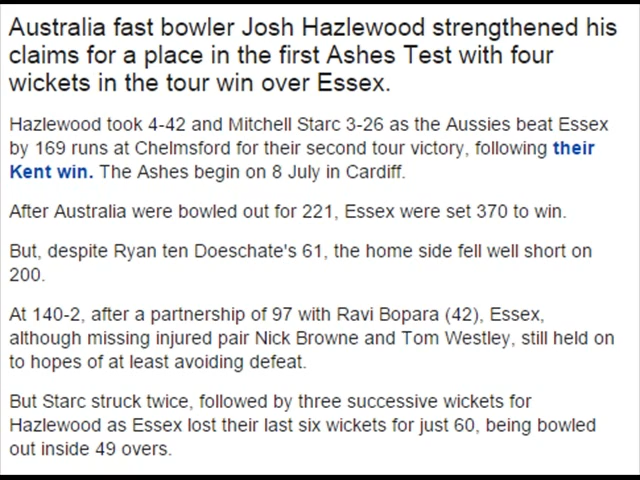 Australia fast bowler Josh Hazlewood strengthened his
claims for a place in the first Ashes Test with four
wickets in the tour win over Essex.
Hazlewood took 4-42 and Mitchell Starc 3-26 as the Aussies beat Essex
by 169 runs at Chelmsford for their second tour victory, following their
Kent win. The Ashes begin on 8 July in Cardiff.
After Australia were bowled out for 221, Essex were set 370 to win.
But, despite Ryan ten Doeschate's 61, the home side fell well short on
200.
At 140-2, after a partnership of 97 with Ravi Bopara (42), Essex,
although missing injured pair Nick Browne and Tom Westley, still held on
to hopes of at least avoiding defeat.
But Starc struck twice, followed by three successive wickets for
Hazlewood as Essex lost their last six wickets for just 60, being bowled
out inside 49 overs.